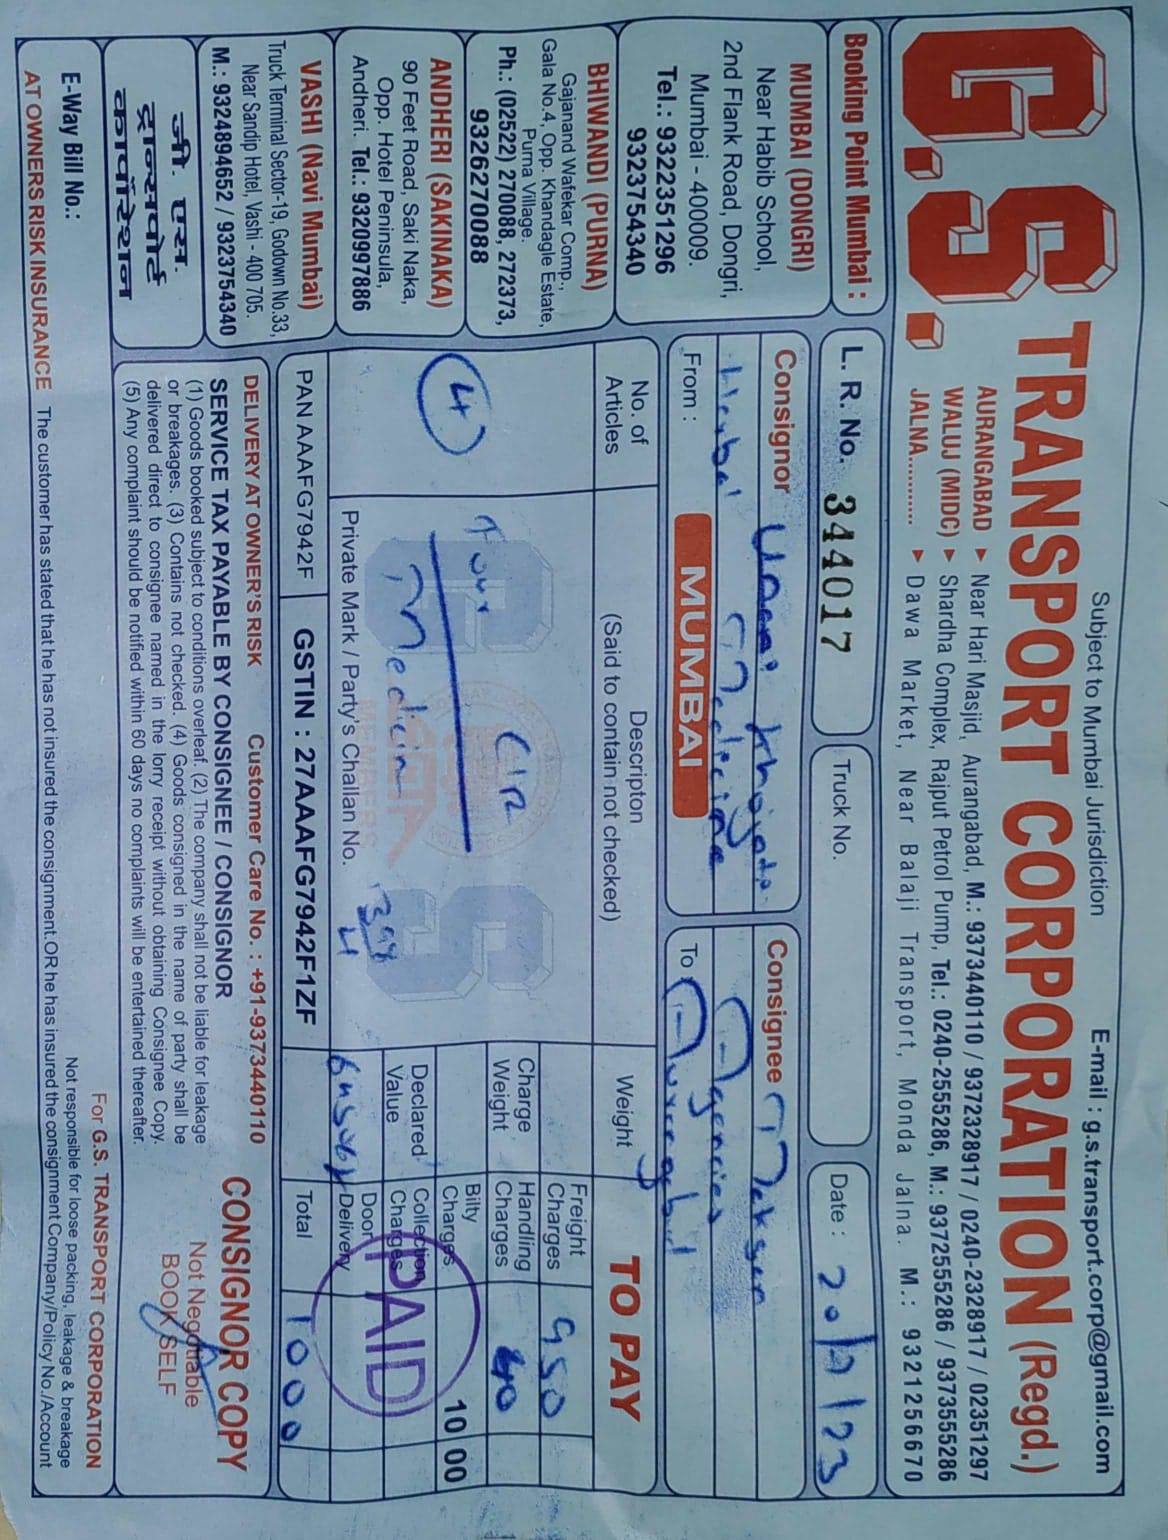 Subject to Mumbai Jurisdiction
E-mail : g.s.transport.corp@gmail.com
G.S. TRANSPORT CORPORATION (Regd.)
AURANGABAD ▸ Near Hari Masjid, Aurangabad, M.: 9373440110 / 9372328917 / 0240-2328917 / 02351297
WALUJ (MIDC) ▸ Shardha Complex, Rajput Petrol Pump, Tel.: 0240-2555286, M.: 9372555286 / 9373555286
JALNA........... ▸ Dawa Market, Near Balaji Transport, Monda Jalna. M.: 9321256670
Booking Point Mumbai :
MUMBAI (DONGRI)
Near Habib School,
2nd Flank Road, Dongri,
Mumbai - 400009.
Tel.: 9322351296
9323754340
BHIWANDI (PURNA)
Gajanand Wafekar Comp.,
Gala No.4, Opp. Khandagle Estate,
Purna Village.
Ph.: (02522) 270088, 272373,
9326270088
ANDHERI (SAKINAKA)
90 Feet Road, Saki Naka,
Opp. Hotel Peninsula,
Andheri. Tel.: 9320997886
VASHI (Navi Mumbai)
Truck Terminal Sector-19, Godown No.33,
Near Sandip Hotel, Vashi - 400 705.
M.: 9324894652 / 9323754340
जी. एस.
ट्रान्सपोर्ट
कार्पोरेशन
L. R. No. 344017
Truck No.
Date : 20/7/23
Consignor
Herbal Medicine
From : MUMBAI
Consignee Maksun
Agencies
To Aurangabad
No. of
Articles
Descripton
(Said to contain-not checked)
Weight
TO PAY
4
Four C/B
Medicin
394
4
Private Mark / Party's Challan No.
Charge
Weight
Declared
Value
Freight
Charges 950
Handling
Charges 40
Bilty
Charges 10 00
Collection
Charges
Door
Delivery
PAID
PAN AAAFG7942F
GSTIN : 27AAAFG7942F1ZF
Total 1000
DELIVERY AT OWNER'S RISK Customer Care No. : +91-9373440110
SERVICE TAX PAYABLE BY CONSIGNEE / CONSIGNOR
(1) Goods booked subject to conditions overleaf. (2) The company shall not be liable for leakage
or breakages. (3) Contains not checked. (4) Goods consigned in the name of party shall be
delivered direct to consignee named in the lorry receipt without obtaining Consignee Copy.
(5) Any complaint should be notified within 60 days no complaints will be entertained thereafter.
CONSIGNOR COPY
Not Negotiable
BOOK SELF
For G.S. TRANSPORT CORPORATION
E-Way Bill No.:
Not responsible for loose packing, leakage & breakage
AT OWNERS RISK INSURANCE The customer has stated that he has not insured the consignment OR he has insured the consignment Company/Policy No./Account